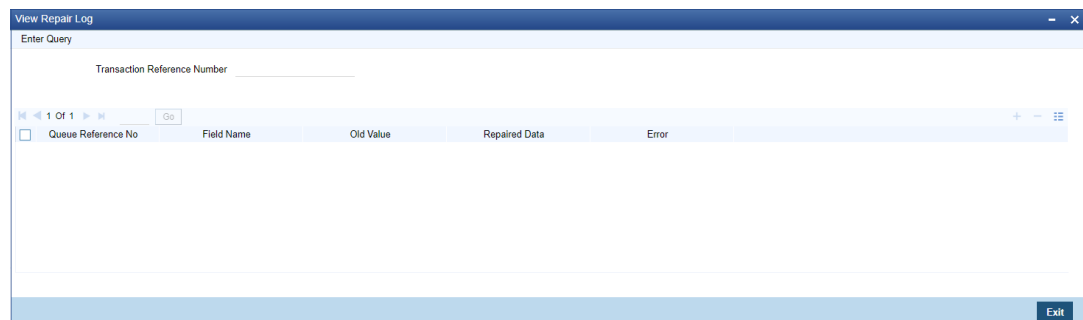 View Repair Log
Enter Query
Transaction Reference Number
1 Of 1 Go
Queue Reference No Field Name Old Value Repaired Data Error
Exit